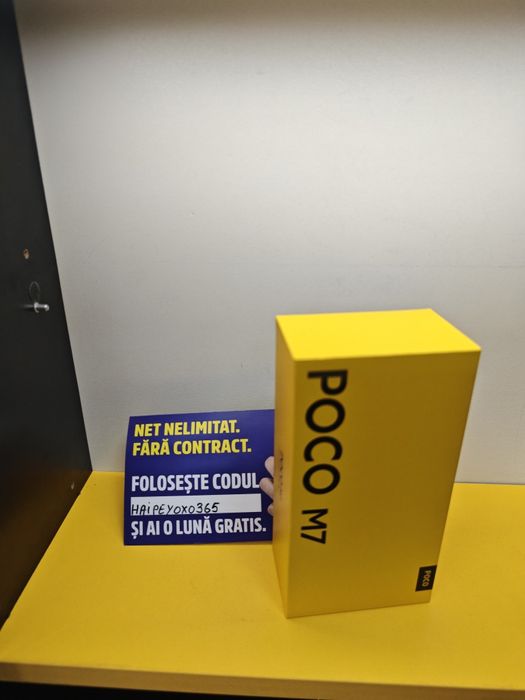 NET NELIMITAT.
FĂRĂ CONTRACT.
FOLOSEȘTE CODUL
HAiPEYOXO365
ȘI AI O LUNĂ GRATIS.
POCO M7
POCO